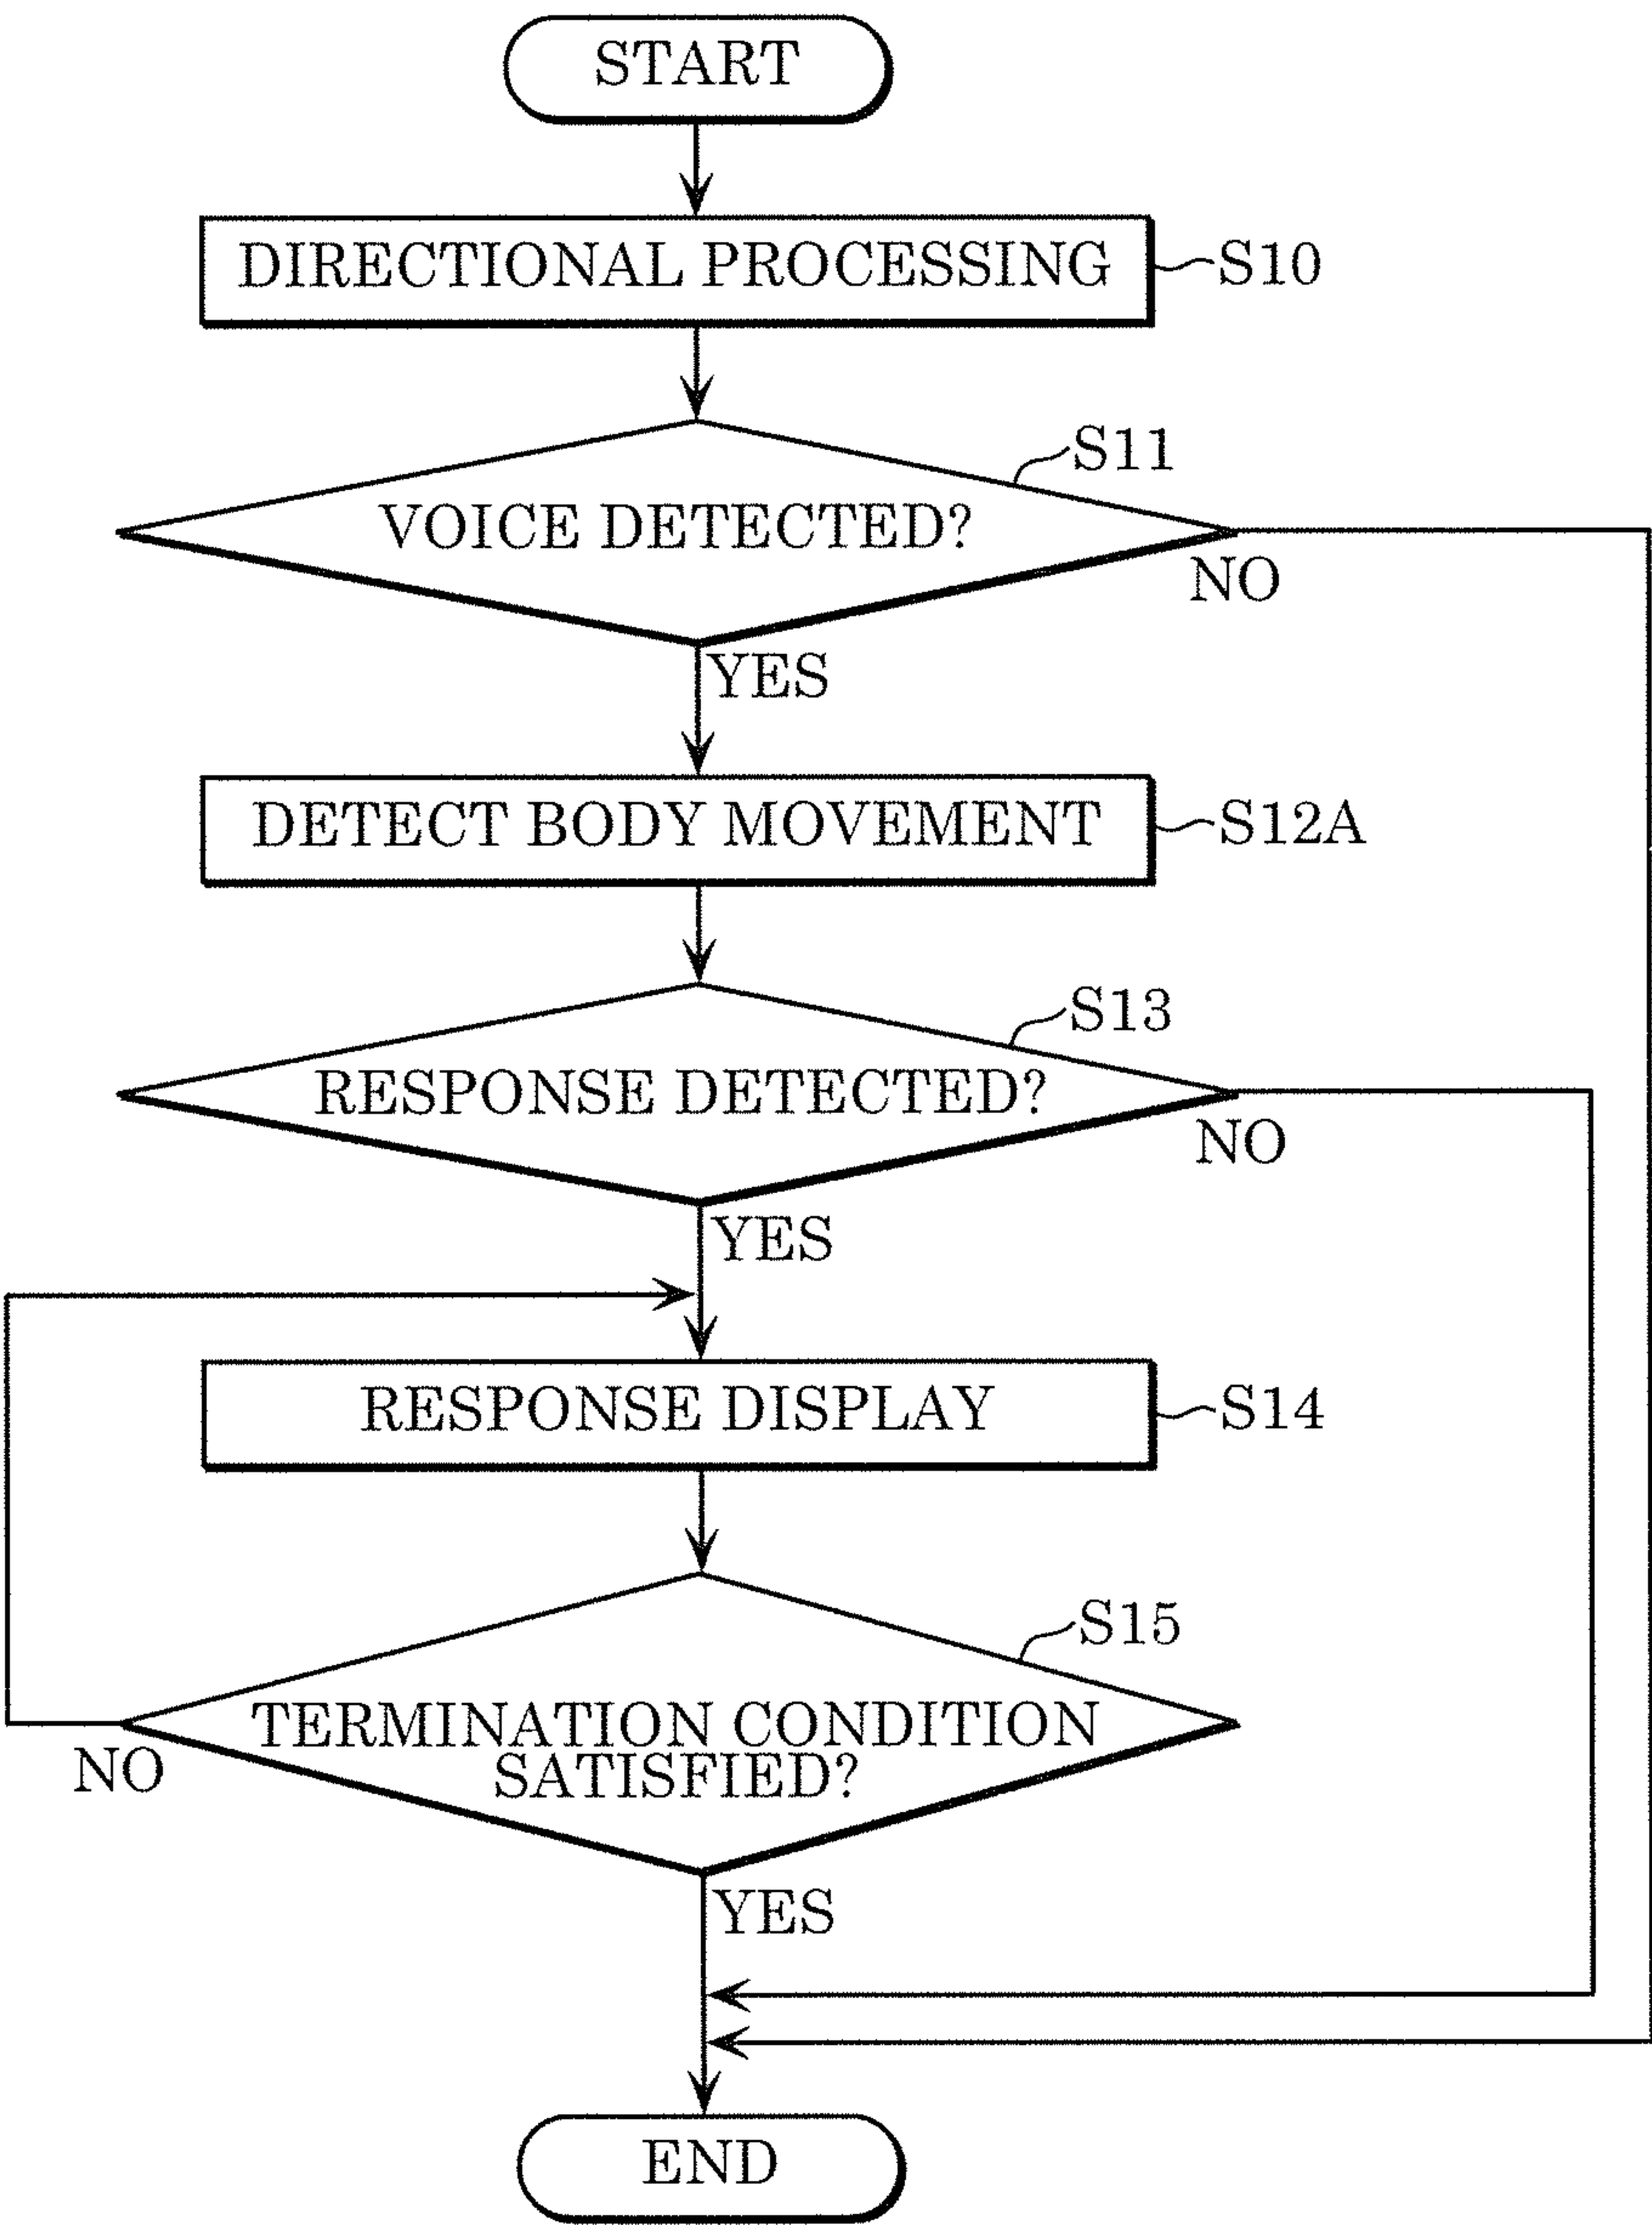 START
DIRECTIONAL PROCESSING
S10
S11
VOICE DETECTED?
NO
YES
DETECT BODY MOVEMENT
S12A
S13
RESPONSE DETECTED?
NO
YES
RESPONSE DISPLAY
S14
S15
TERMINATION CONDITION
SATISFIED?
NO
YES
END